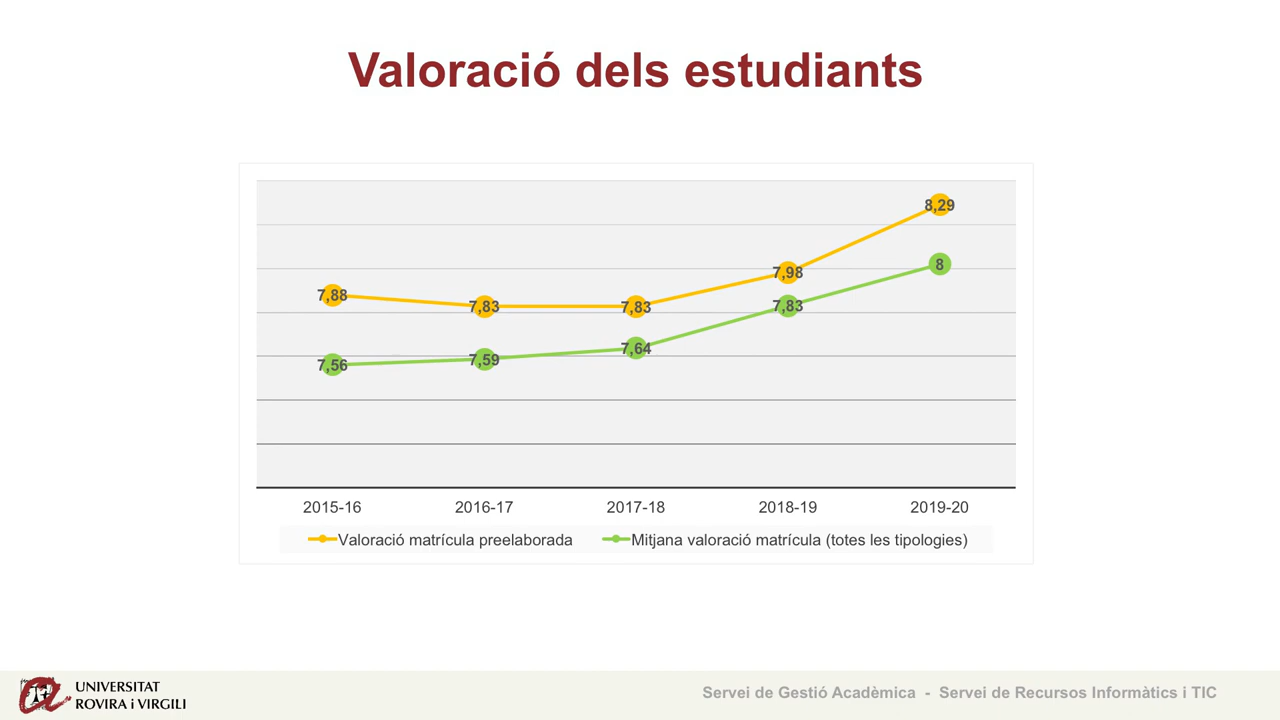 Valoració dels estudiants
8,29
8
7,98
7,88
7,83
7,83
7,83
7,64
7,59
7,56
2015-16
2016-17
2017-18
2018-19
2019-20
Valoració matrícula preelaborada
Mitjana valoració matrícula (totes les tipologies)
UNIVERSITAT
ROVIRA i VIRGILI
Servei de Gestió Acadèmica - Servei de Recursos Informàtics i TIC